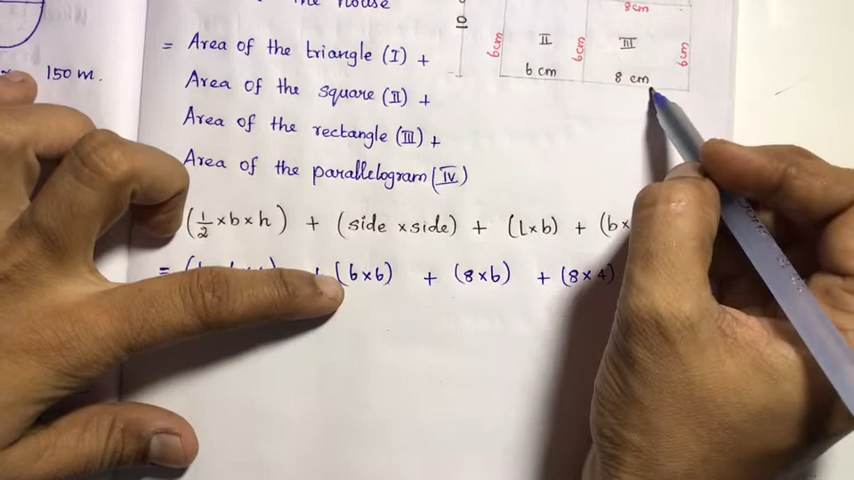 the house
8cm
= Area of the triangle (I) +
6cm
II
6cm
III
6cm
6 cm
8 cm
150 m.
Area of the square (II) +
Area of the rectangle (III) +
Area of the parallelogram (IV)
(1/2 × b × h) + (side × side) + (l × b) + (b ×
= + (6 × 6) + (8 × 6) + (8 × 4)